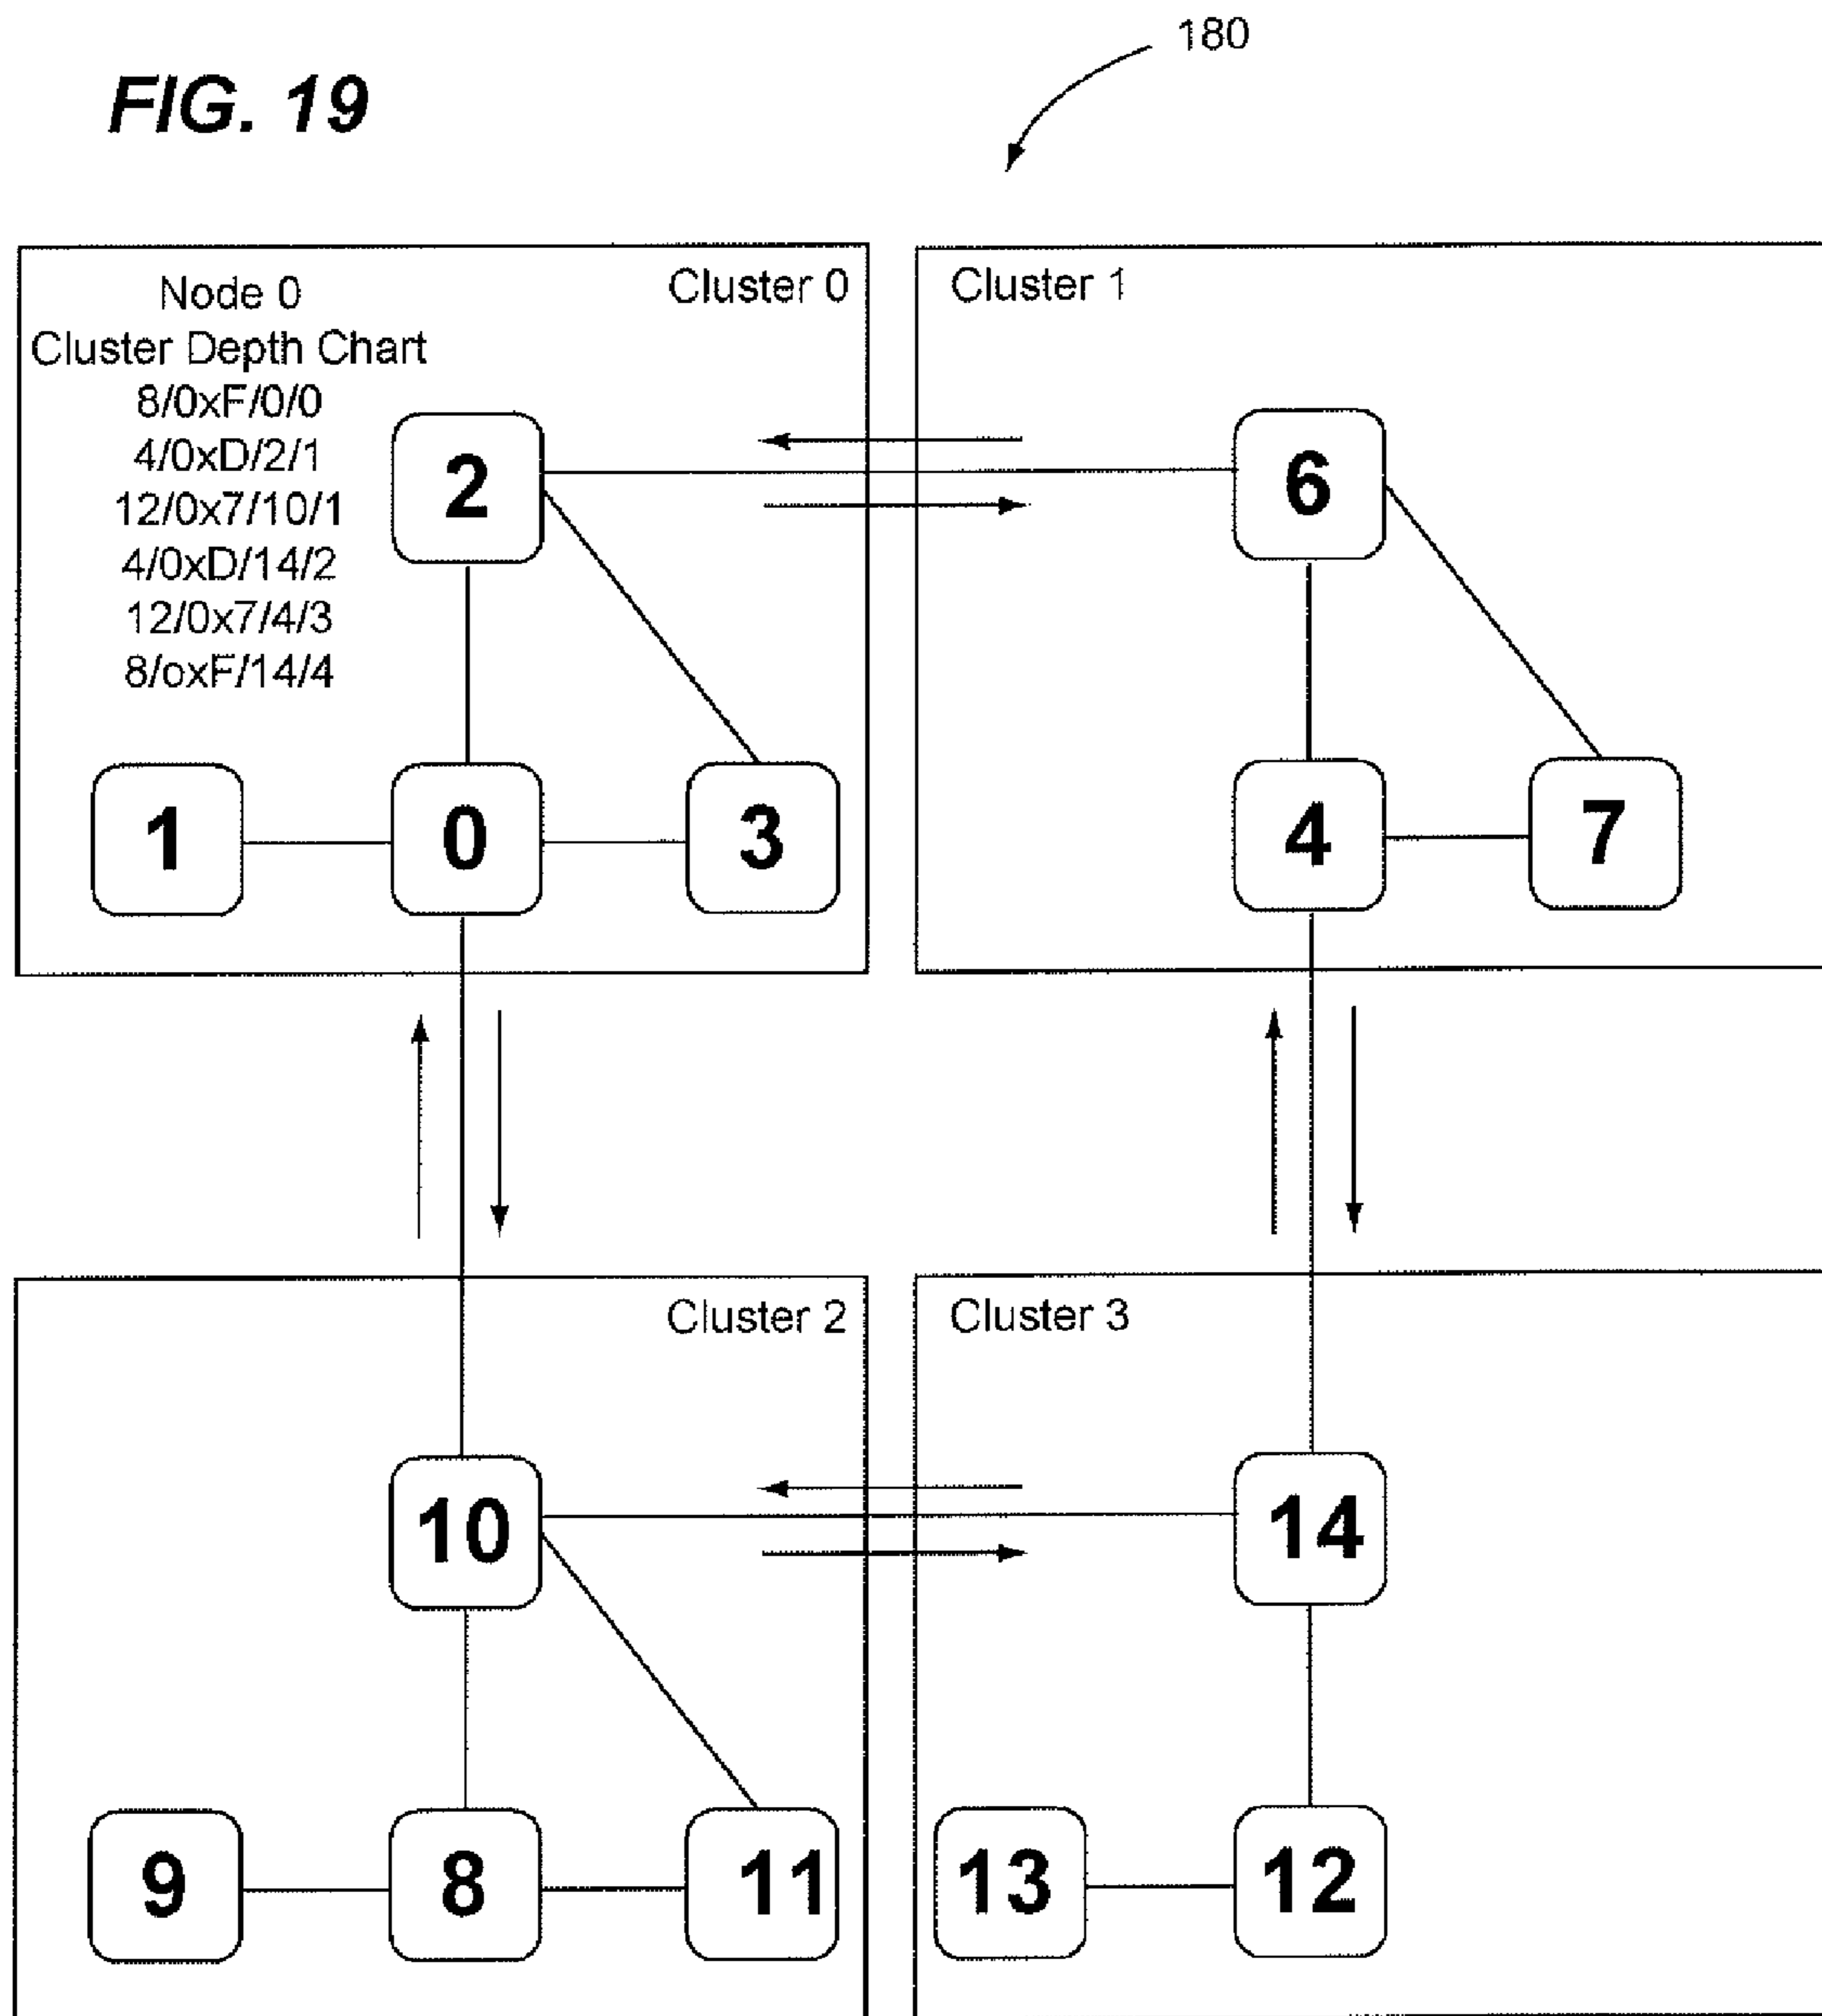 180
FIG. 19
Node 0
Cluster Depth Chart
8/0xF/0/0
4/0xD/2/1
12/0x7/10/1
4/0xD/14/2
12/0x7/4/3
8/oxF/14/4
Cluster 0
2
1
0
3
Cluster 1
6
4
7
Cluster 2
10
9
8
11
Cluster 3
14
13
12